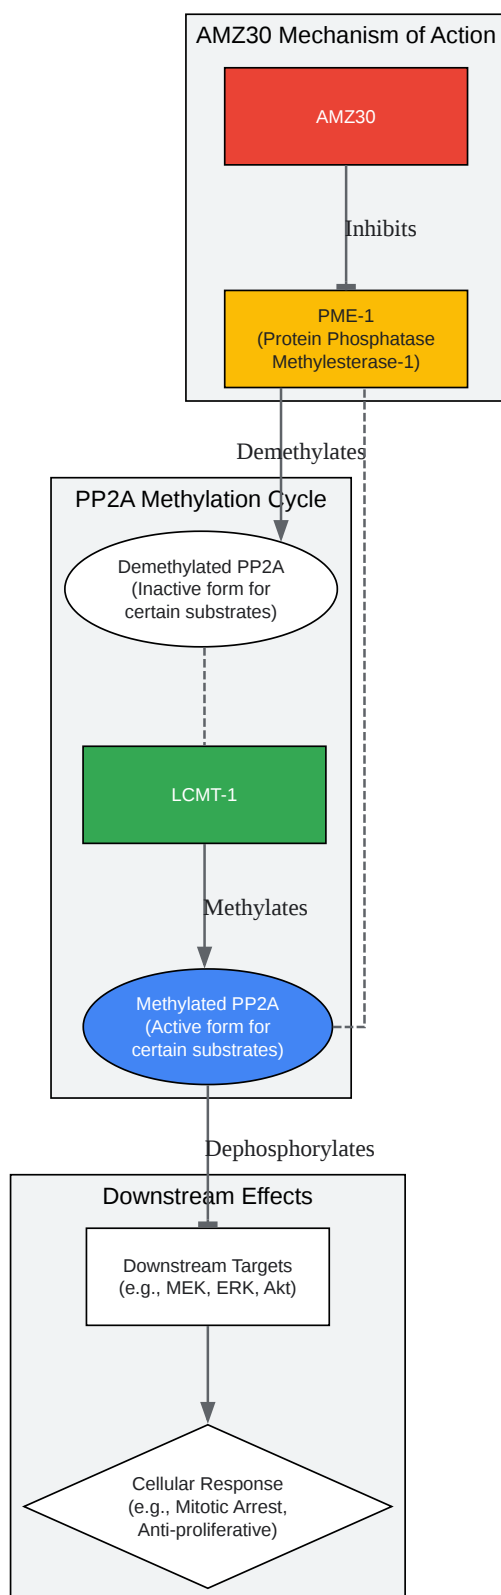 AMZ30 Mechanism of Action
AMZ30
Inhibits
PME-1
(Protein Phosphatase
Methylesterase-1)
Demethylates
PP2A Methylation Cycle
Demethylated PP2A
(Inactive form for
certain substrates)
LCMT-1
Methylates
Methylated PP2A
(Active form for
certain substrates)
Dephosphorylates
Downstream Effects
Downstream Targets
(e.g., MEK, ERK, Akt)
Cellular Response
(e.g., Mitotic Arrest,
Anti-proliferative)